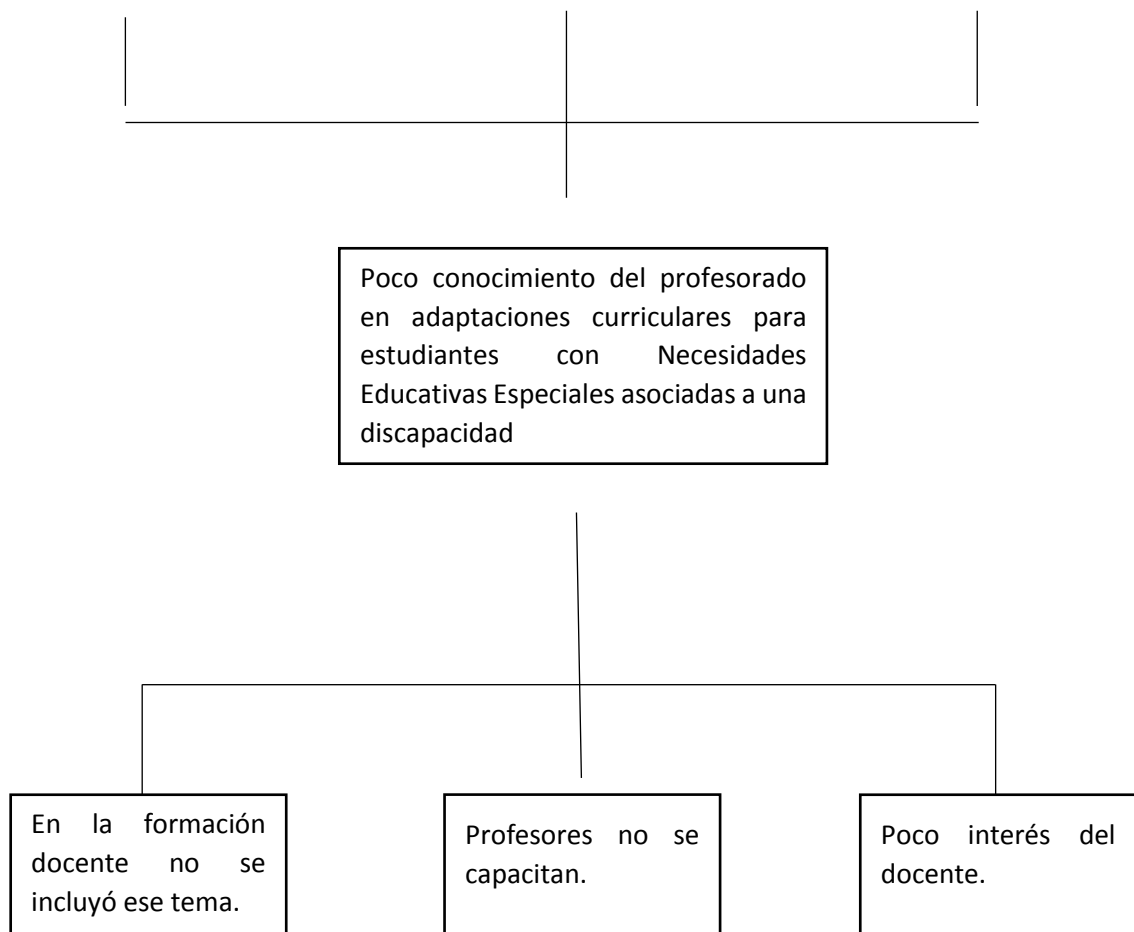 Poco conocimiento del profesorado
en adaptaciones curriculares para
estudiantes con Necesidades
Educativas Especiales asociadas a una
discapacidad
En la formación
docente no se
incluyó ese tema.
Profesores no se
capacitan.
Poco interés del
docente.